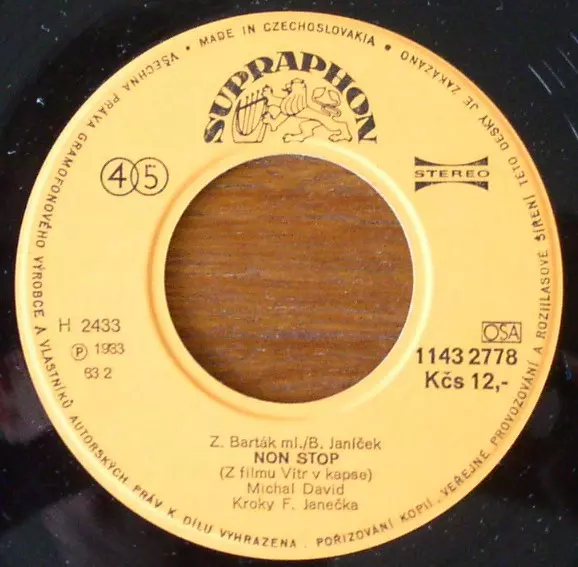 VŠECHNA PRÁVA GRAMOFONOVÉHO VÝROBCE A VLASTNÍKŮ AUTORSKÝCH PRÁV K DÍLU VYHRAZENA. POŘIZOVÁNÍ KOPIÍ, VEŘEJNÉ PROVOZOVÁNÍ A ROZHLASOVÉ ŠÍŘENÍ TÉTO DESKY JE ZAKÁZÁNO
• MADE IN CZECHOSLOVAKIA •
SUPRAPHON
45
STEREO
H 2433
Ⓟ 1983
83 2
OSA
1143 2778
Kčs 12,-
Z. Barták ml./B. Janíček
NON STOP
(Z filmu Vítr v kapse)
Michal David
Kroky F. Janečka